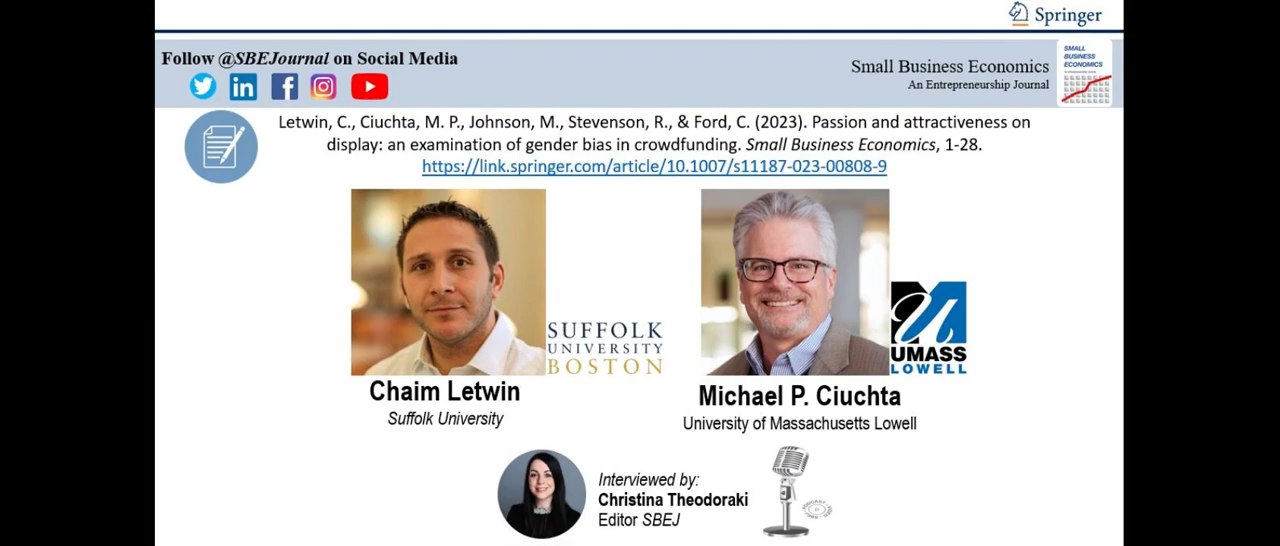 Springer
Follow @SBEJournal on Social Media
Small Business Economics
An Entrepreneurship Journal
SMALL
BUSINESS
ECONOMICS
Letwin, C., Ciuchta, M. P., Johnson, M., Stevenson, R., & Ford, C. (2023). Passion and attractiveness on
display: an examination of gender bias in crowdfunding. Small Business Economics, 1-28.
https://link.springer.com/article/10.1007/s11187-023-00808-9
SUFFOLK
UNIVERSITY
BOSTON
UMASS
LOWELL
Chaim Letwin
Suffolk University
Michael P. Ciuchta
University of Massachusetts Lowell
Interviewed by:
Christina Theodoraki
Editor SBEJ